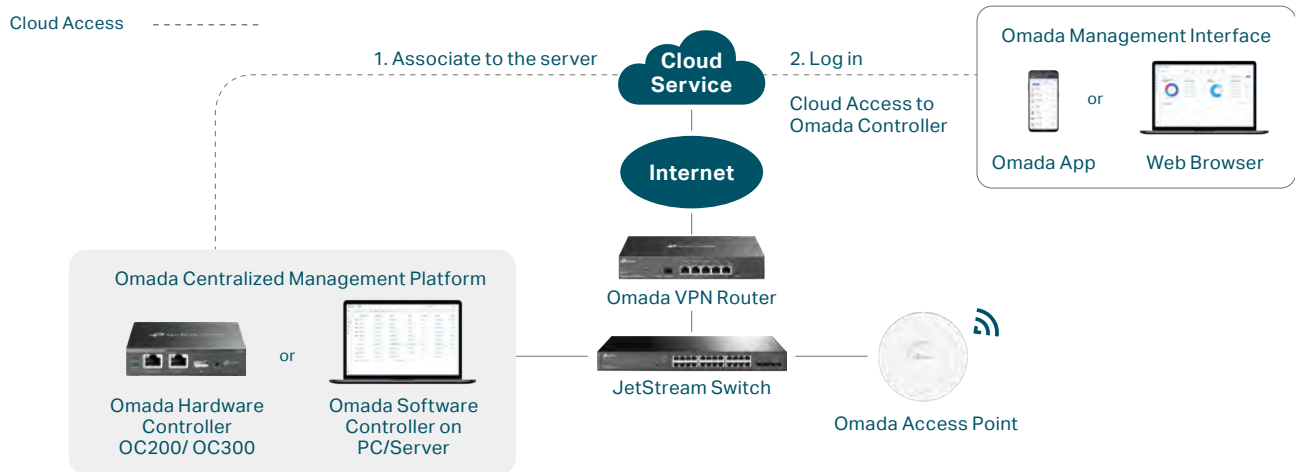 Cloud Access
1. Associate to the server
Cloud
Service
2. Log in
Cloud Access to
Omada Controller
Omada Management Interface
or
Omada App
Web Browser
Internet
Omada VPN Router
Omada Centralized Management Platform
or
Omada Hardware
Controller
OC200/ OC300
Omada Software
Controller on
PC/Server
JetStream Switch
Omada Access Point